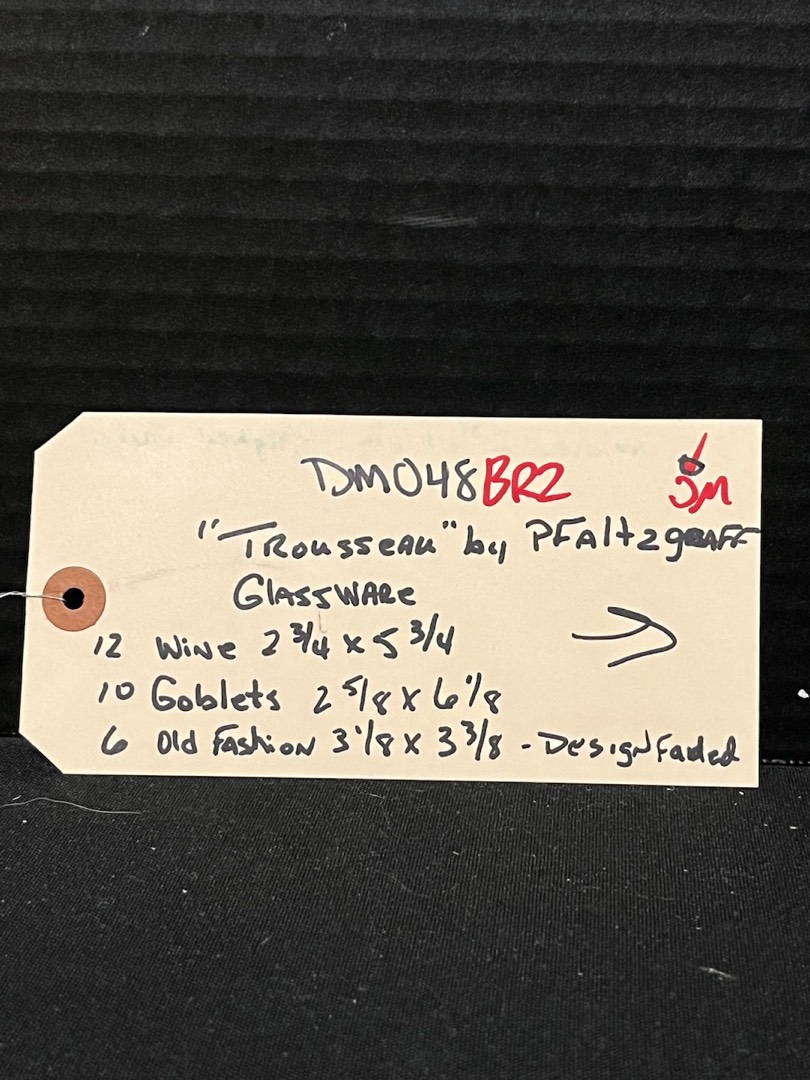 DM048BR2 JM
"Trousseau" by PFAltzgRAFF
GlASSWARe
12 Wine 2 3/4 x 5 3/4
10 Goblets 2 5/8 x 6 1/8
6 Old Fashion 3 1/8 x 3 3/8 - Design Faded